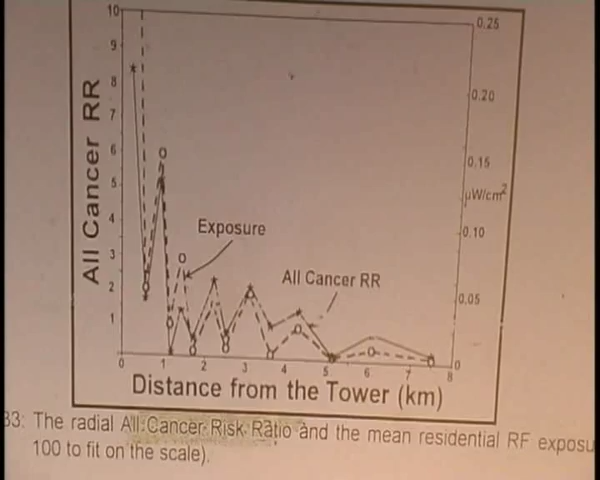 10
9
8
7
6
5
4
3
2
1
All Cancer RR
0.25
0.20
0.15
µW/cm²
0.10
0.05
0
Exposure
All Cancer RR
0 1 2 3 4 5 6 7 8
Distance from the Tower (km)
33: The radial All Cancer Risk Ratio and the mean residential RF exposu
100 to fit on the scale).